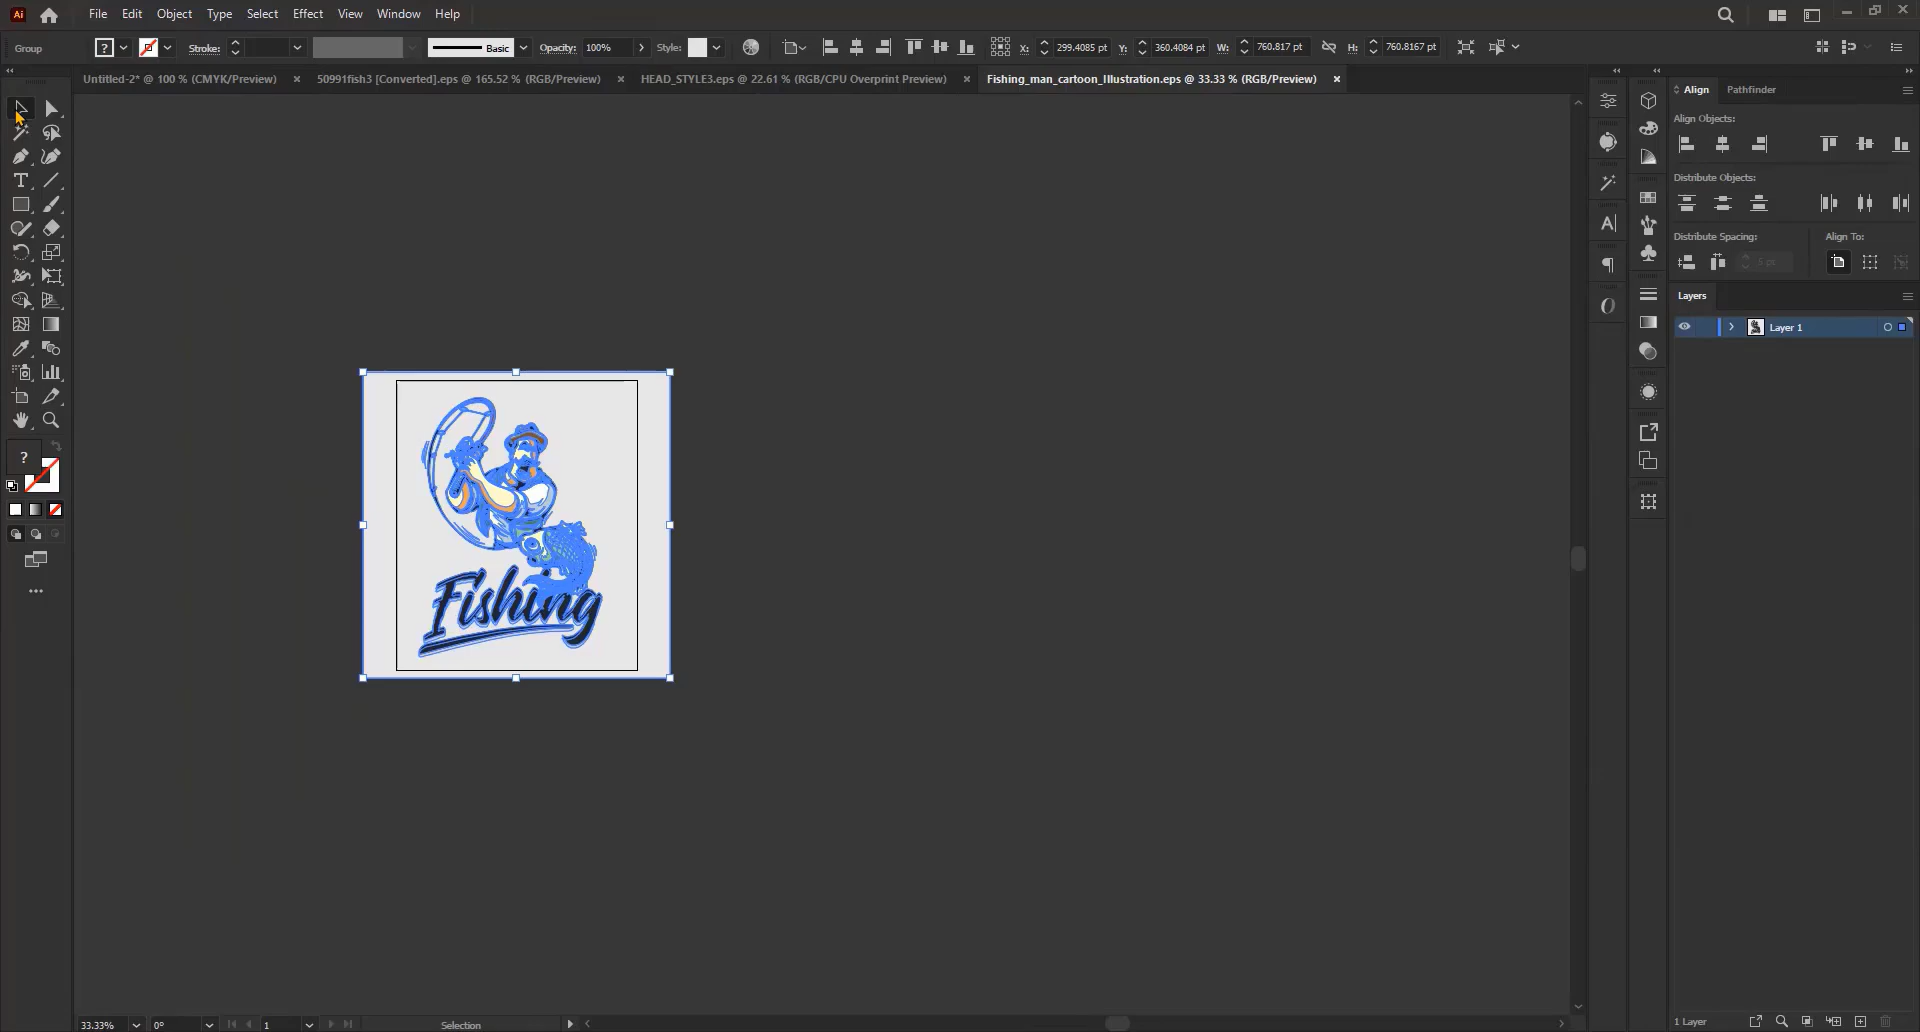 Ai File Edit Object Type Select Effect View Window Help
Group ? Stroke: Basic Opacity: 100% Style: X: 299.4085 pt Y: 360.4084 pt W: 760.817 pt H: 760.8167 pt
Untitled-2* @ 100 % (CMYK/Preview) × 50991fish3 [Converted].eps @ 165.52 % (RGB/Preview) × HEAD_STYLE3.eps @ 22.61 % (RGB/CPU Overprint Preview) × Fishing_man_cartoon_Illustration.eps @ 33.33 % (RGB/Preview) ×
Align Pathfinder
Align Objects:
Distribute Objects:
Distribute Spacing: Align To:
Layers
Layer 1
Fishing
?
1 Layer
33.33% 0° 1 Selection